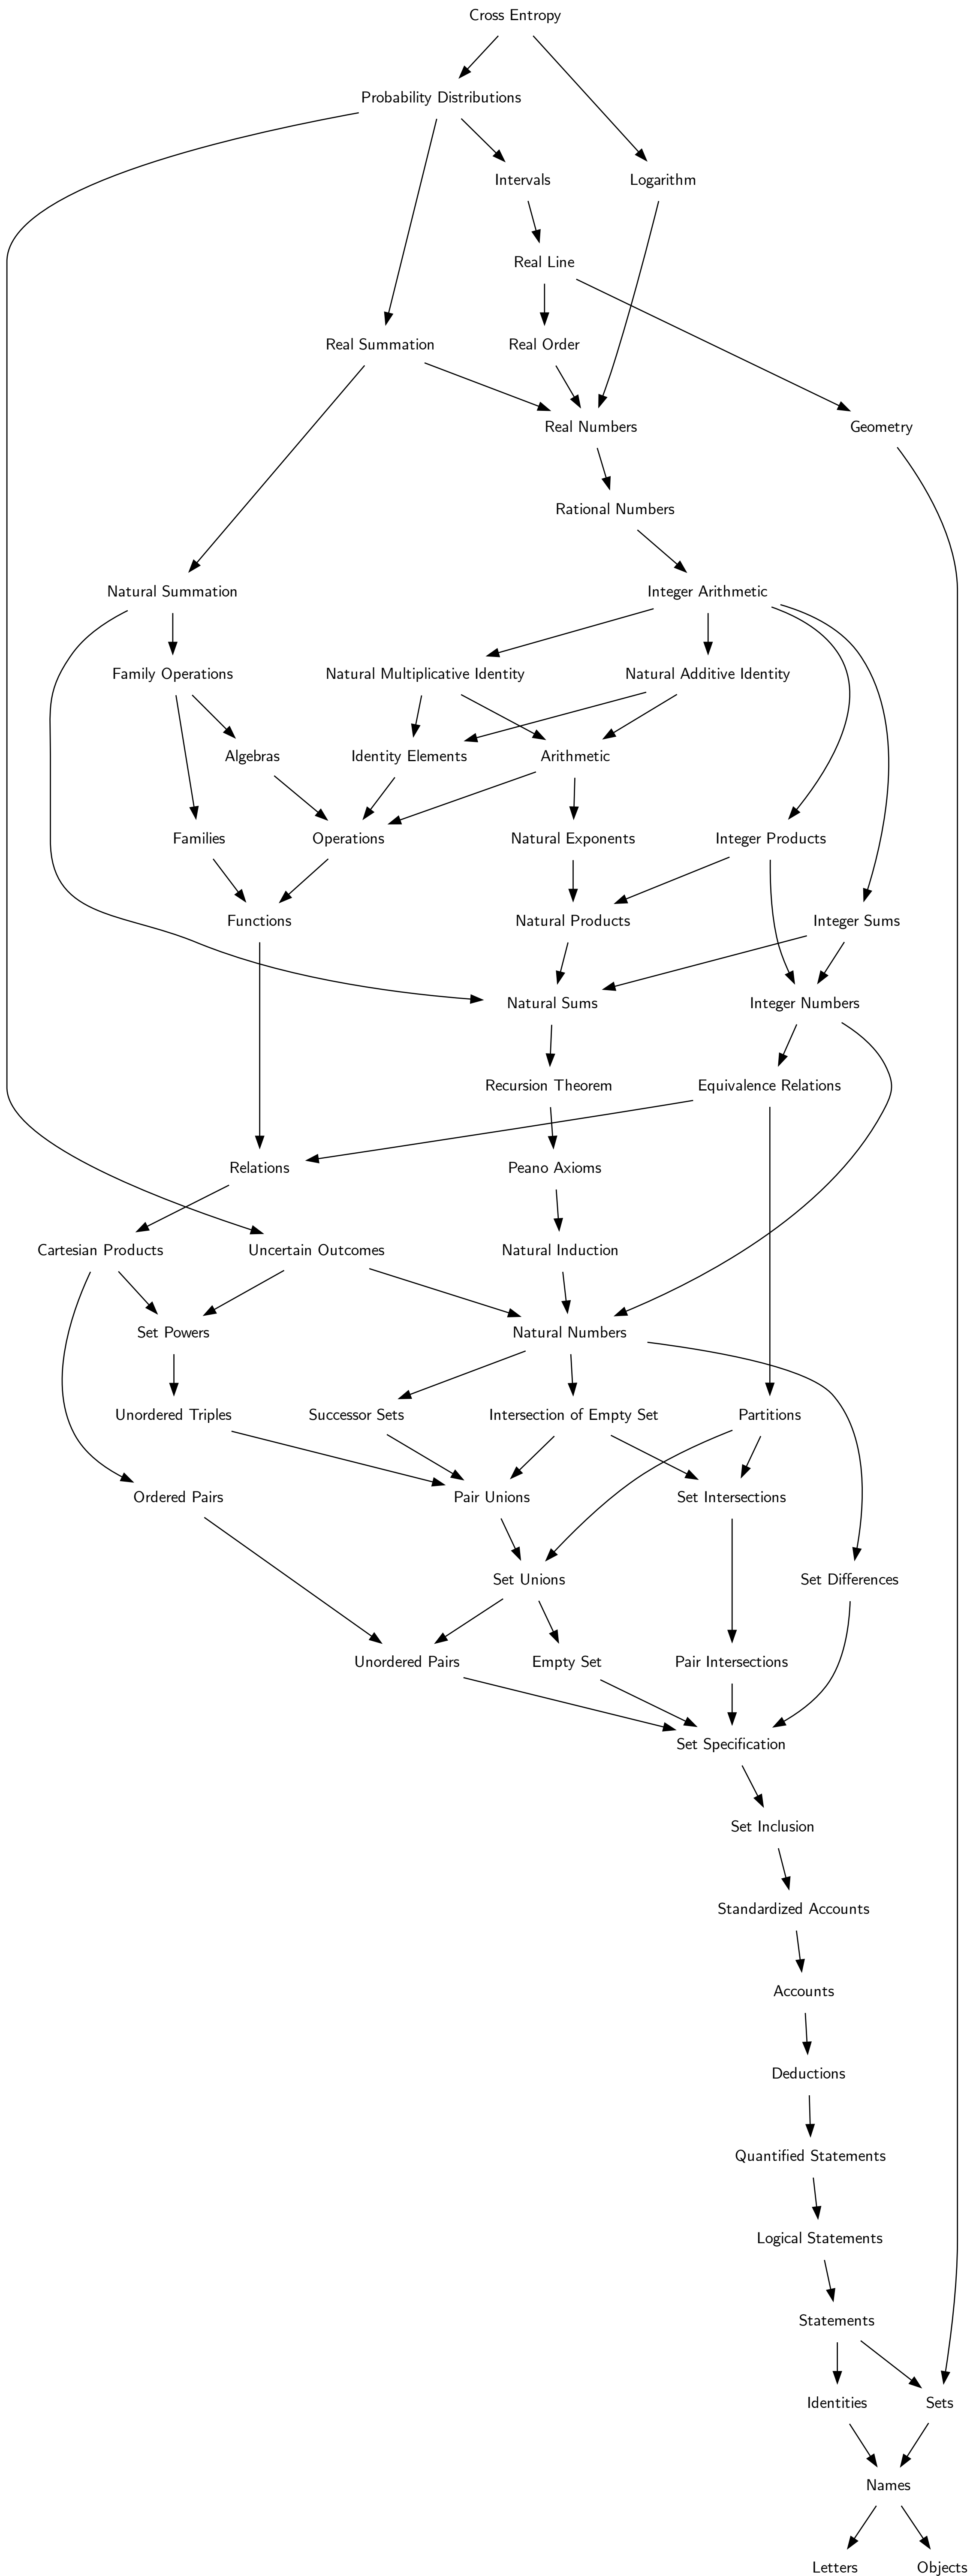 Cross Entropy
Probability Distributions
Intervals
Logarithm
Real Line
Real Summation
Real Order
Real Numbers
Geometry
Rational Numbers
Natural Summation
Integer Arithmetic
Family Operations
Natural Multiplicative Identity
Natural Additive Identity
Algebras
Identity Elements
Arithmetic
Families
Operations
Natural Exponents
Integer Products
Functions
Natural Products
Integer Sums
Natural Sums
Integer Numbers
Recursion Theorem
Equivalence Relations
Relations
Peano Axioms
Cartesian Products
Uncertain Outcomes
Natural Induction
Set Powers
Natural Numbers
Unordered Triples
Successor Sets
Intersection of Empty Set
Partitions
Ordered Pairs
Pair Unions
Set Intersections
Set Unions
Set Differences
Unordered Pairs
Empty Set
Pair Intersections
Set Specification
Set Inclusion
Standardized Accounts
Accounts
Deductions
Quantified Statements
Logical Statements
Statements
Identities
Sets
Names
Letters
Objects